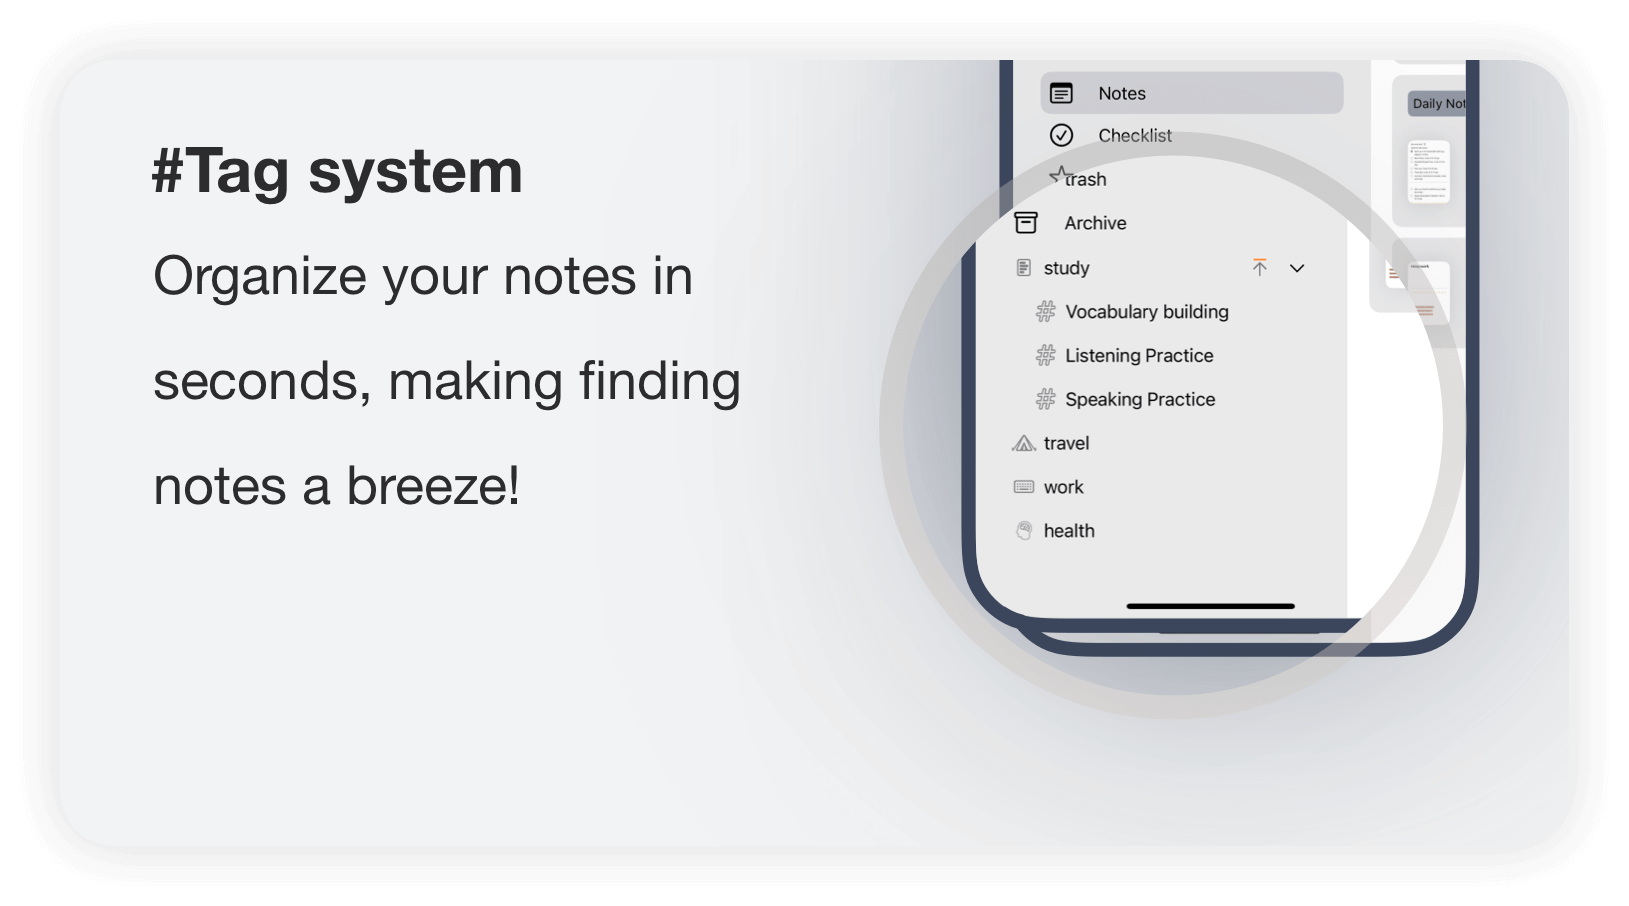 #Tag system
Organize your notes in
seconds, making finding
notes a breeze!
Notes
Checklist
trash
Archive
study
Vocabulary building
Listening Practice
Speaking Practice
travel
work
health
Daily Not